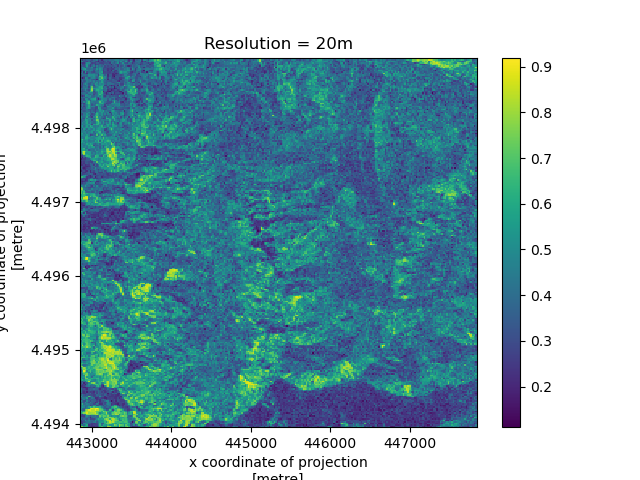 Resolution = 20m
1e6
4.498
4.497
4.496
4.495
4.494
y coordinate of projection
[metre]
443000 444000 445000 446000 447000
x coordinate of projection
[metre]
0.9
0.8
0.7
0.6
0.5
0.4
0.3
0.2